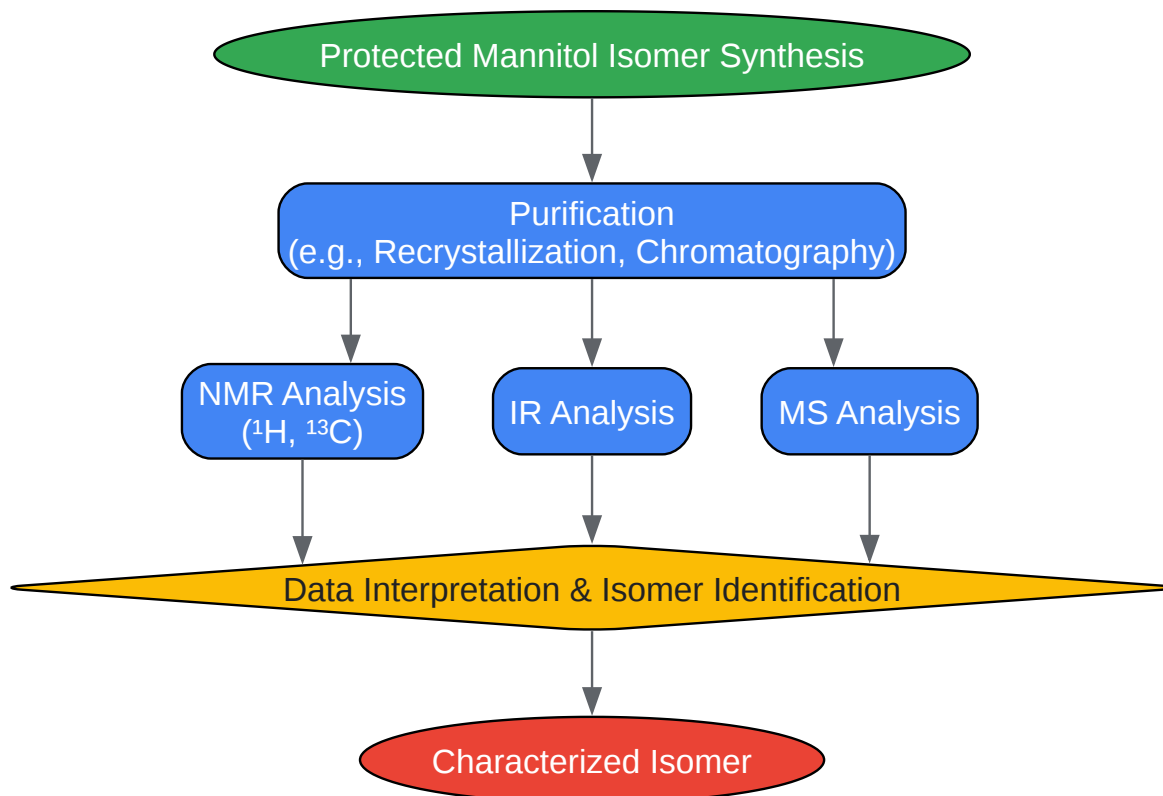 Protected Mannitol Isomer Synthesis
Purification
(e.g., Recrystallization, Chromatography)
NMR Analysis
(¹H, ¹³C)
IR Analysis
MS Analysis
Data Interpretation & Isomer Identification
Characterized Isomer